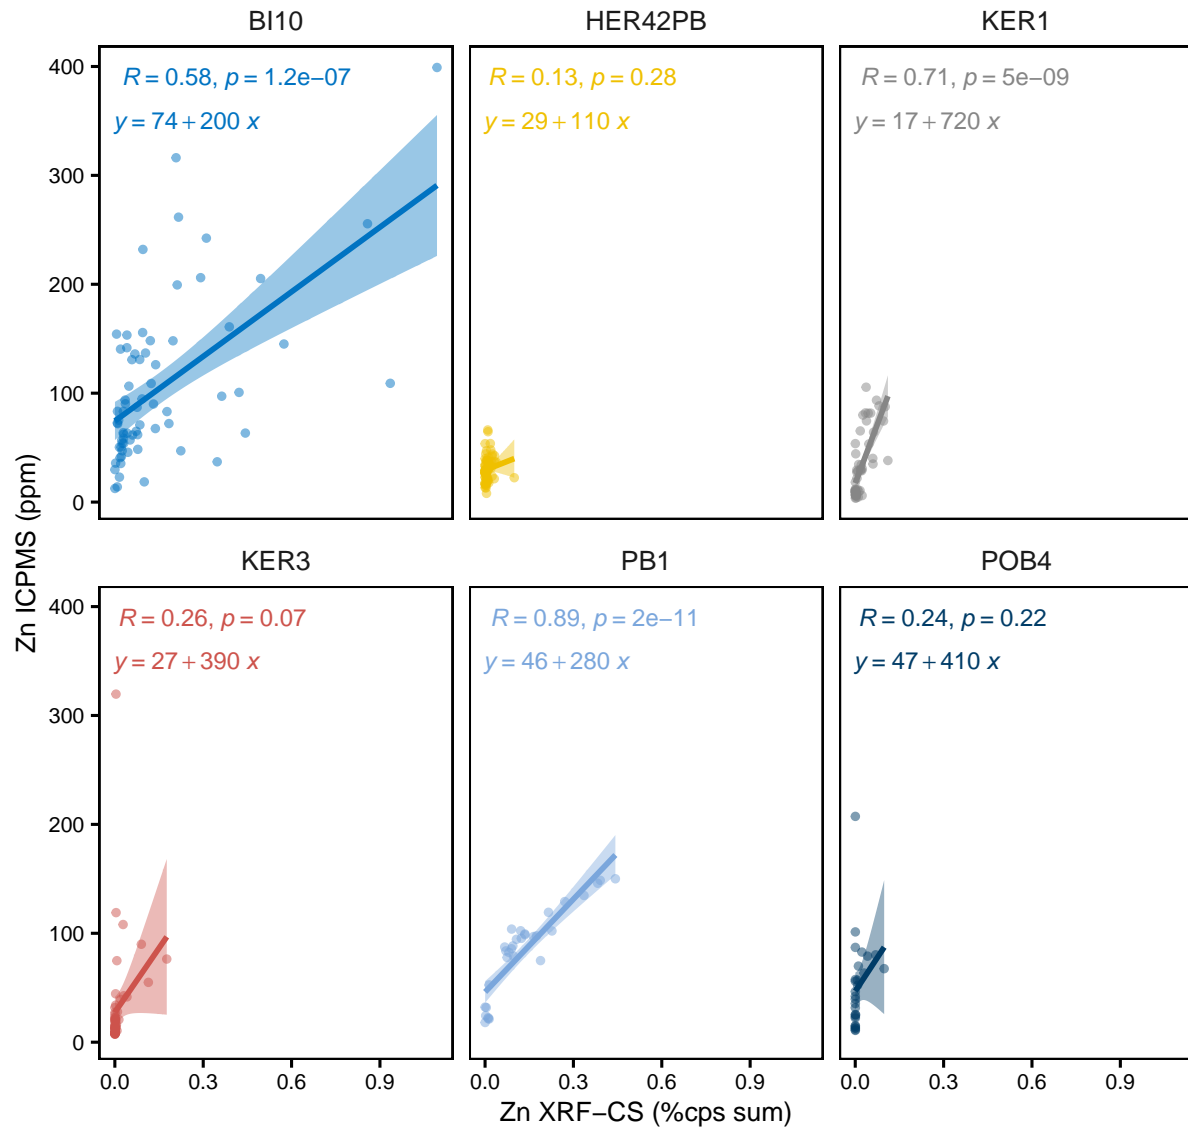 BI10
HER42PB
KER1
R = 0.58, p = 1.2e−07
y = 74 + 200 x
R = 0.13, p = 0.28
y = 29 + 110 x
R = 0.71, p = 5e−09
y = 17 + 720 x
400
300
200
100
0
KER3
PB1
POB4
R = 0.26, p = 0.07
y = 27 + 390 x
R = 0.89, p = 2e−11
y = 46 + 280 x
R = 0.24, p = 0.22
y = 47 + 410 x
400
300
200
100
0
Zn ICPMS (ppm)
0.0 0.3 0.6 0.9
0.0 0.3 0.6 0.9
0.0 0.3 0.6 0.9
Zn XRF−CS (%cps sum)